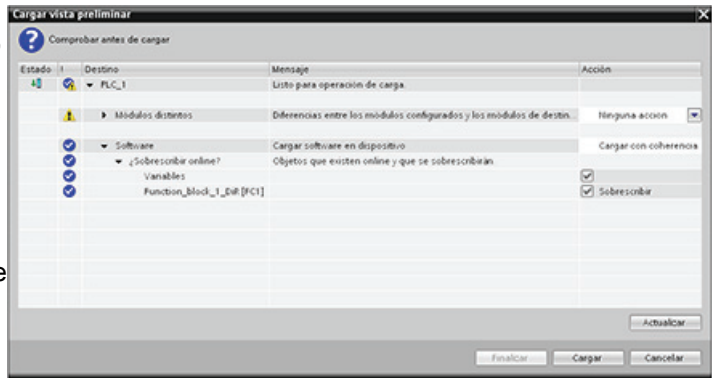 Cargar vista preliminar
Comprobar antes de cargar
Estado ! Destino Mensaje Acción
PLC_1 Listo para operación de carga.
Módulos distintos Diferencias entre los módulos configurados y los módulos de destin... Ninguna acción
Software Cargar software en dispositivo Cargar con coherencia
¿Sobrescribir online? Objetos que existen online y que se sobrescribirán.
Variables
Function_block_1_DiR [FC1] Sobrescribir
e
Actualizar
Finalizar Cargar Cancelar